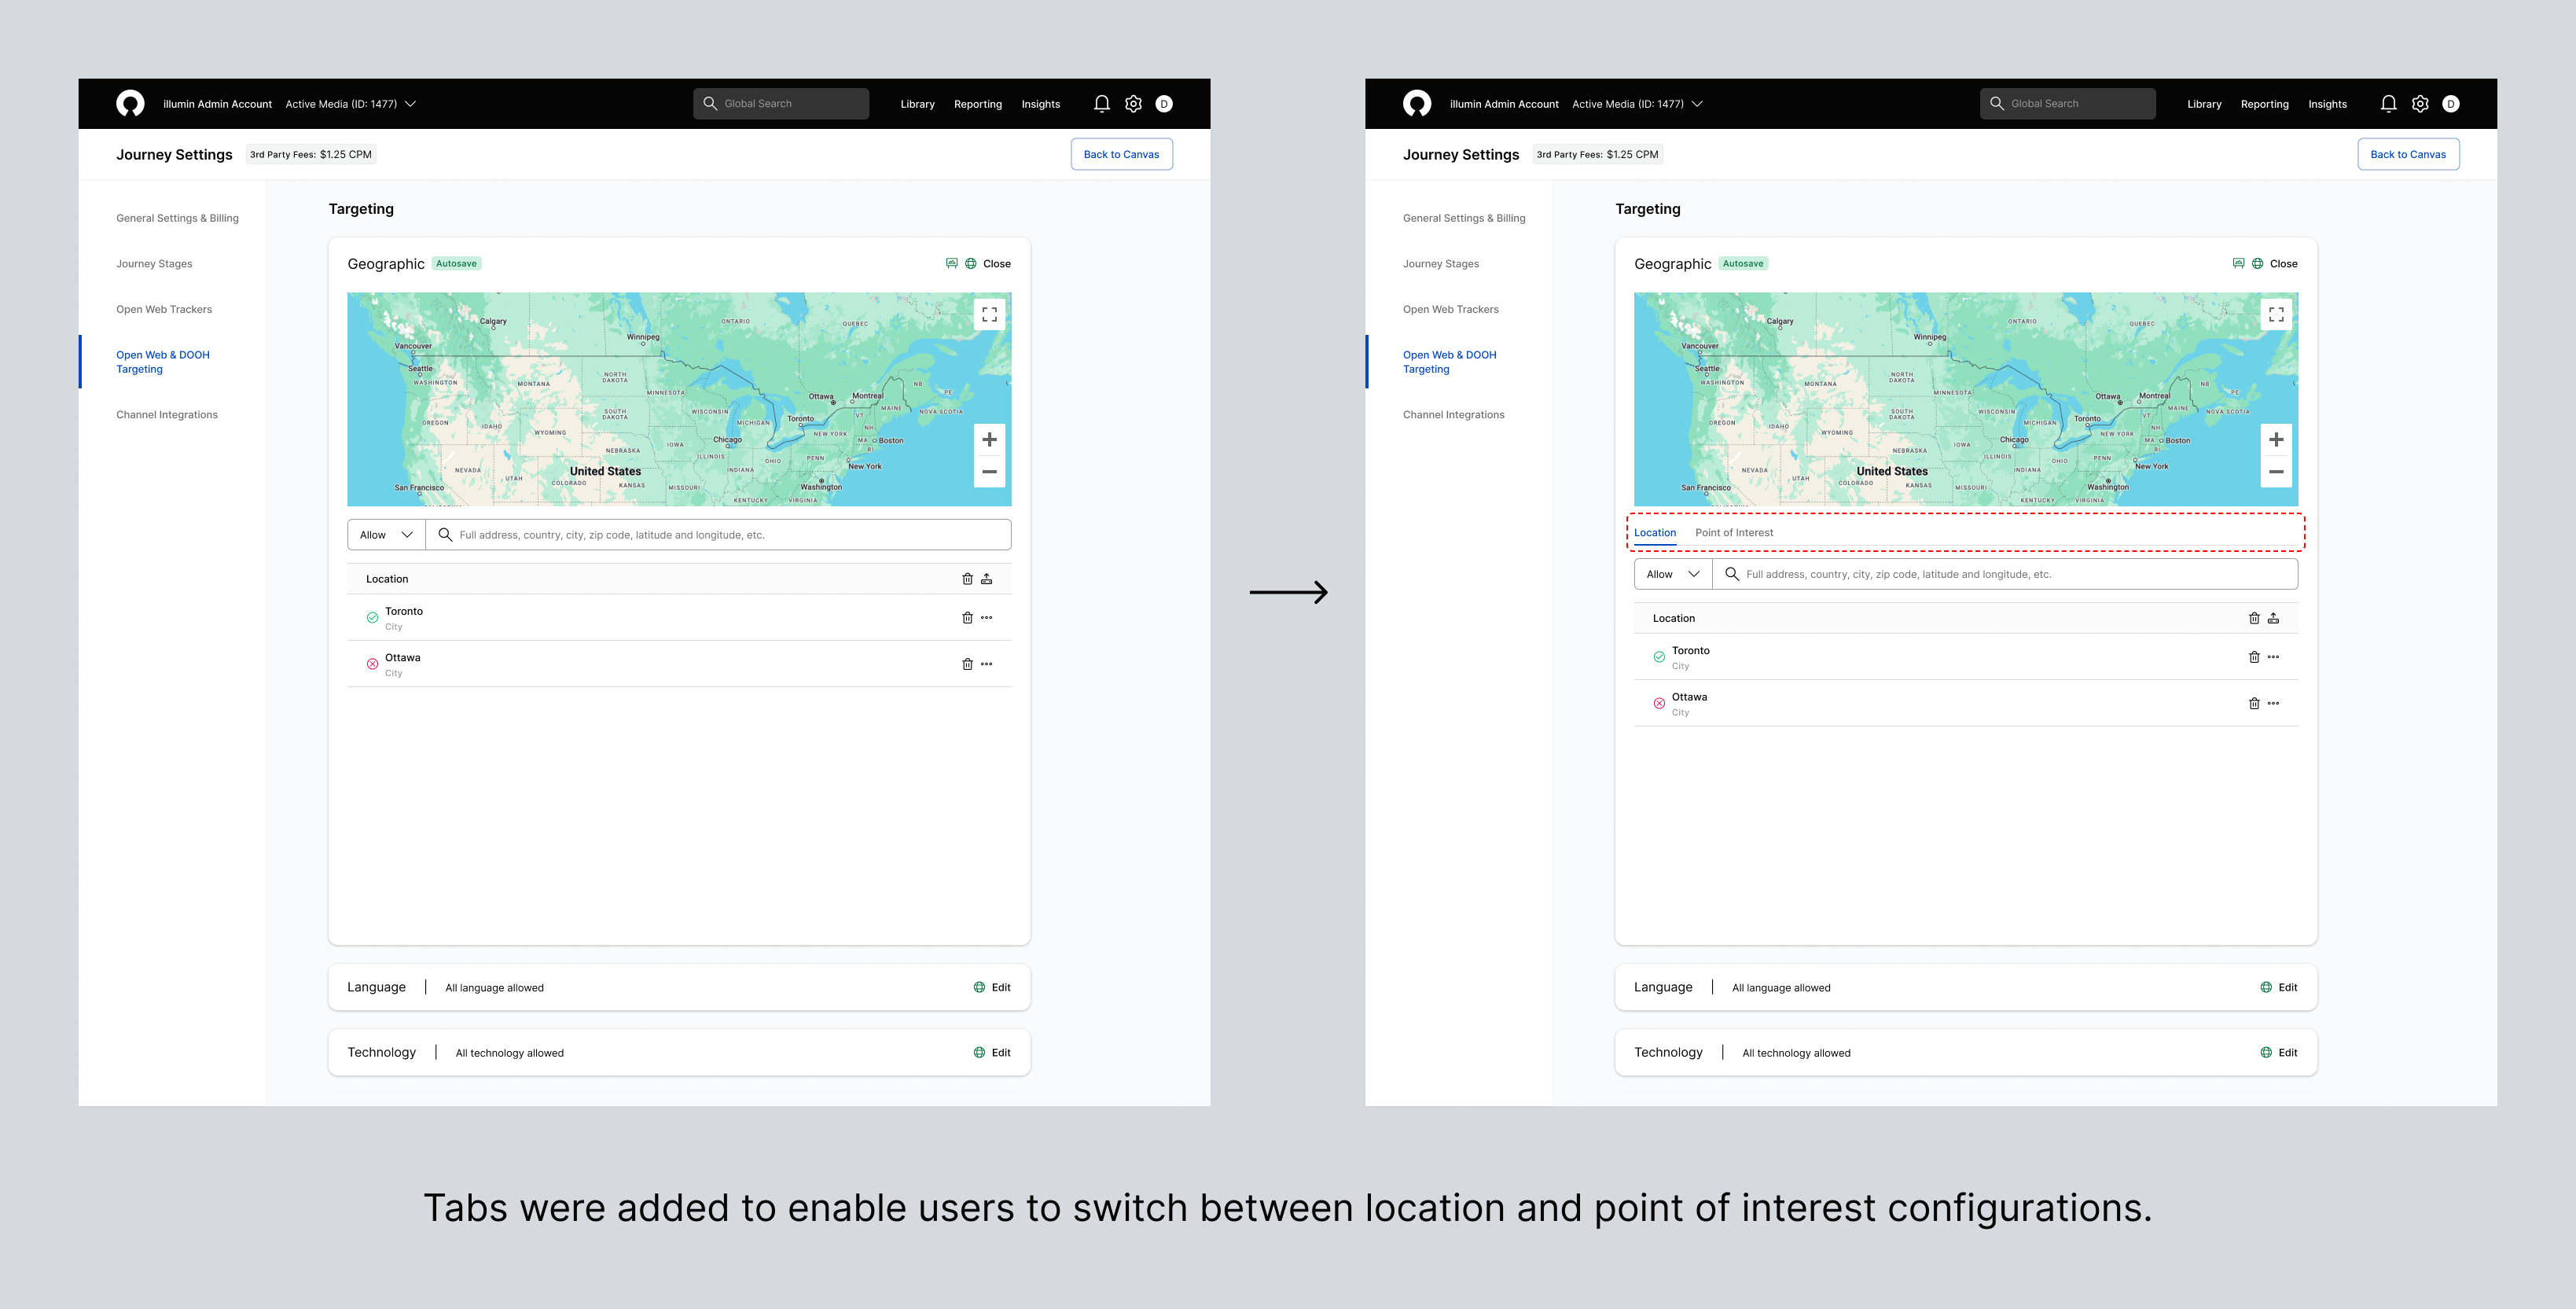 illumin Admin Account Active Media (ID: 1477) Global Search Library Reporting Insights D
Journey Settings 3rd Party Fees: $1.25 CPM Back to Canvas
General Settings & Billing
Journey Stages
Open Web Trackers
Open Web & DOOH
Targeting
Channel Integrations
Targeting
Geographic Autosave Close
Calgary
ONTARIO
QUEBEC
Winnipeg
Vancouver
Seattle
WASHINGTON
MONTANA
NORTH
DAKOTA
MINNESOTA
NB
PE
Ottawa
Montreal
SOUTH
DAKOTA
WISCONSIN
VT
MAINE
NOVA SCOTIA
OREGON
IDAHO
WYOMING
MICHIGAN
Toronto
NEW YORK
NH
MA
Boston
IOWA
Chicago
RI
NEBRASKA
ILLINOIS
INDIANA
OHIO
PENN
New York
NEVADA
UTAH
United States
COLORADO
KANSAS
MISSOURI
Washington
San Francisco
KENTUCKY
VIRGINIA
Allow Full address, country, city, zip code, latitude and longitude, etc.
Location
Toronto
City
Ottawa
City
Language All language allowed Edit
Technology All technology allowed Edit
illumin Admin Account Active Media (ID: 1477) Global Search Library Reporting Insights D
Journey Settings 3rd Party Fees: $1.25 CPM Back to Canvas
General Settings & Billing
Journey Stages
Open Web Trackers
Open Web & DOOH
Targeting
Channel Integrations
Targeting
Geographic Autosave Close
Calgary
ONTARIO
QUEBEC
Winnipeg
Vancouver
Seattle
WASHINGTON
MONTANA
NORTH
DAKOTA
MINNESOTA
NB
PE
Ottawa
Montreal
SOUTH
DAKOTA
WISCONSIN
VT
MAINE
NOVA SCOTIA
OREGON
IDAHO
WYOMING
MICHIGAN
Toronto
NEW YORK
NH
MA
Boston
IOWA
Chicago
RI
NEBRASKA
ILLINOIS
INDIANA
OHIO
PENN
New York
NEVADA
UTAH
United States
COLORADO
KANSAS
MISSOURI
Washington
San Francisco
KENTUCKY
VIRGINIA
Location Point of Interest
Allow Full address, country, city, zip code, latitude and longitude, etc.
Location
Toronto
City
Ottawa
City
Language All language allowed Edit
Technology All technology allowed Edit
Tabs were added to enable users to switch between location and point of interest configurations.